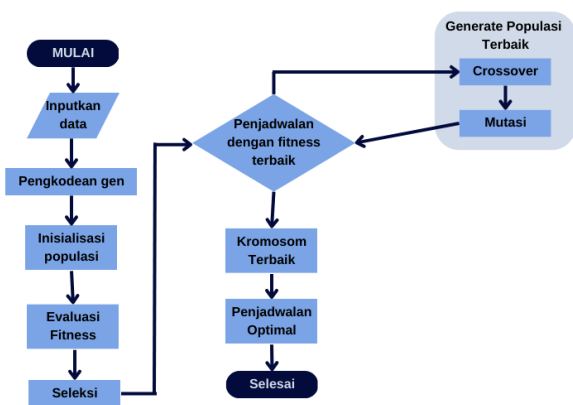 MULAI
Inputkan
data
Pengkodean gen
Inisialisasi
populasi
Evaluasi
Fitness
Seleksi
Penjadwalan
dengan fitness
terbaik
Generate Populasi
Terbaik
Crossover
Mutasi
Kromosom
Terbaik
Penjadwalan
Optimal
Selesai